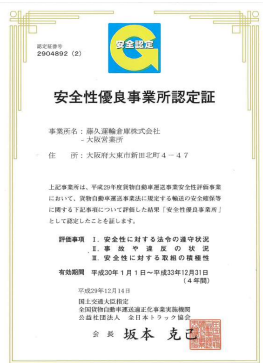 認定証番号
2904892 (2)
安全認定
安全性優良事業所認定証
事業所名：藤久運輸倉庫株式会社
- 大阪営業所
住　　所：大阪府大東市新田北町4-47
上記事業所は、平成29年度貨物自動車運送事業安全性評価事業
において、貨物自動車運送事業法に規定する輸送の安全確保等
に関する下記事項について評価した結果「安全性優良事業所」
として認定したことを証します。
評価事項　I. 安全性に対する法令の遵守状況
II. 事故や違反の状況
III. 安全性に対する取組の積極性
有効期間　平成30年1月1日～平成33年12月31日
(4年間)
平成29年12月14日
国土交通大臣指定
全国貨物自動車運送適正化事業実施機関
公益社団法人　全日本トラック協会
会長 坂本克己